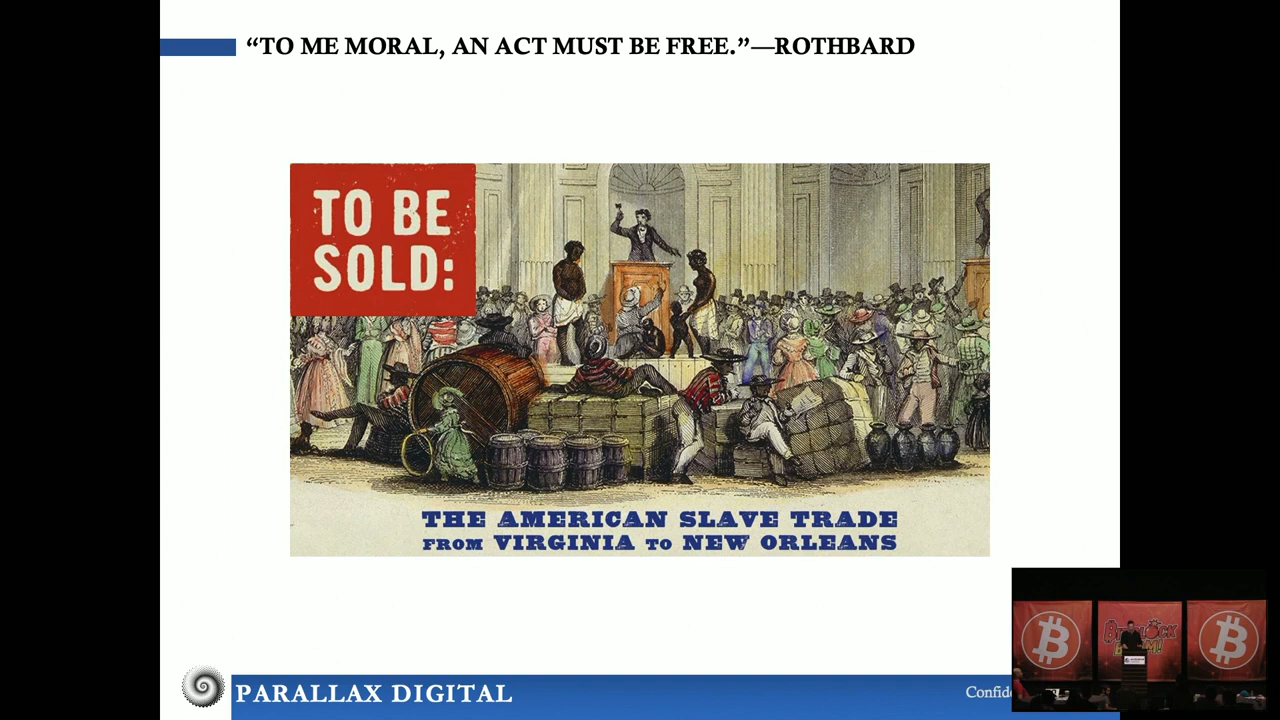 “TO ME MORAL, AN ACT MUST BE FREE.”—ROTHBARD
TO BE
SOLD:
THE AMERICAN SLAVE TRADE
FROM VIRGINIA TO NEW ORLEANS
PARALLAX DIGITAL